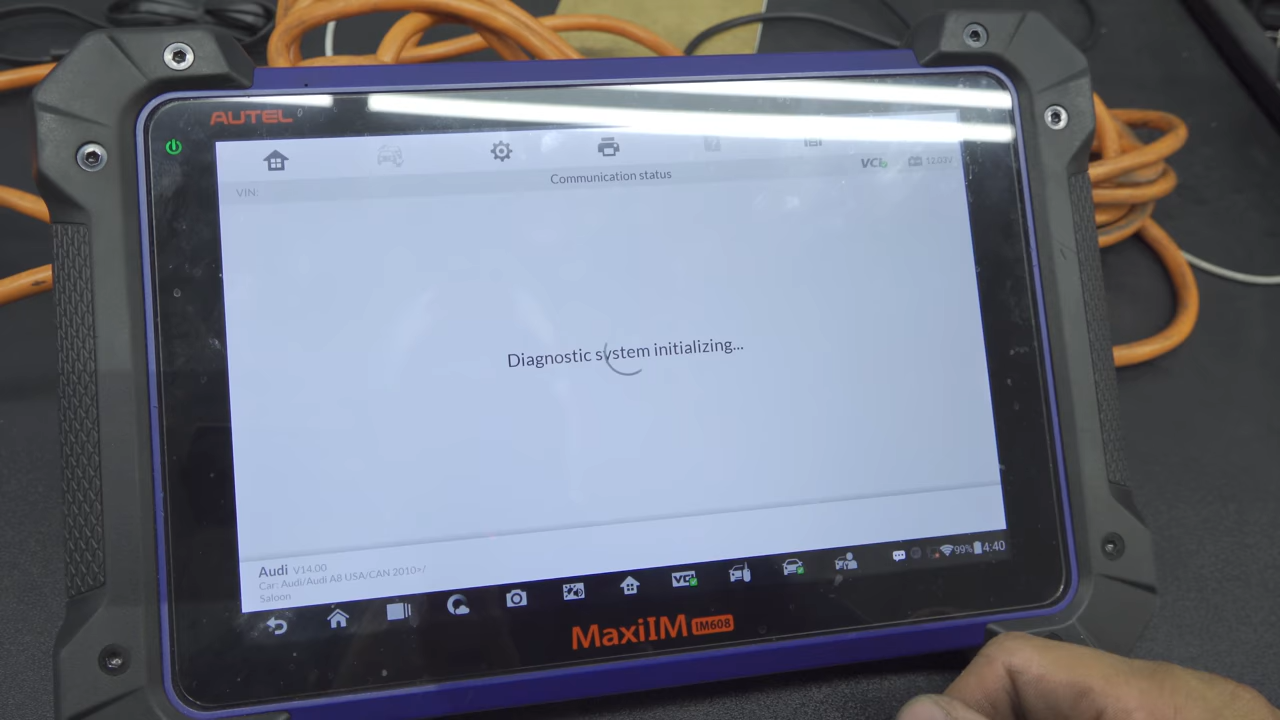 AUTEL
VCI
Communication status
VIN:
Diagnostic system initializing...
Audi V14.00
Car: Audi/Audi A8 USA/CAN 2010+/
Saloon
VCI
99% 4:40
MaxiIM IM608